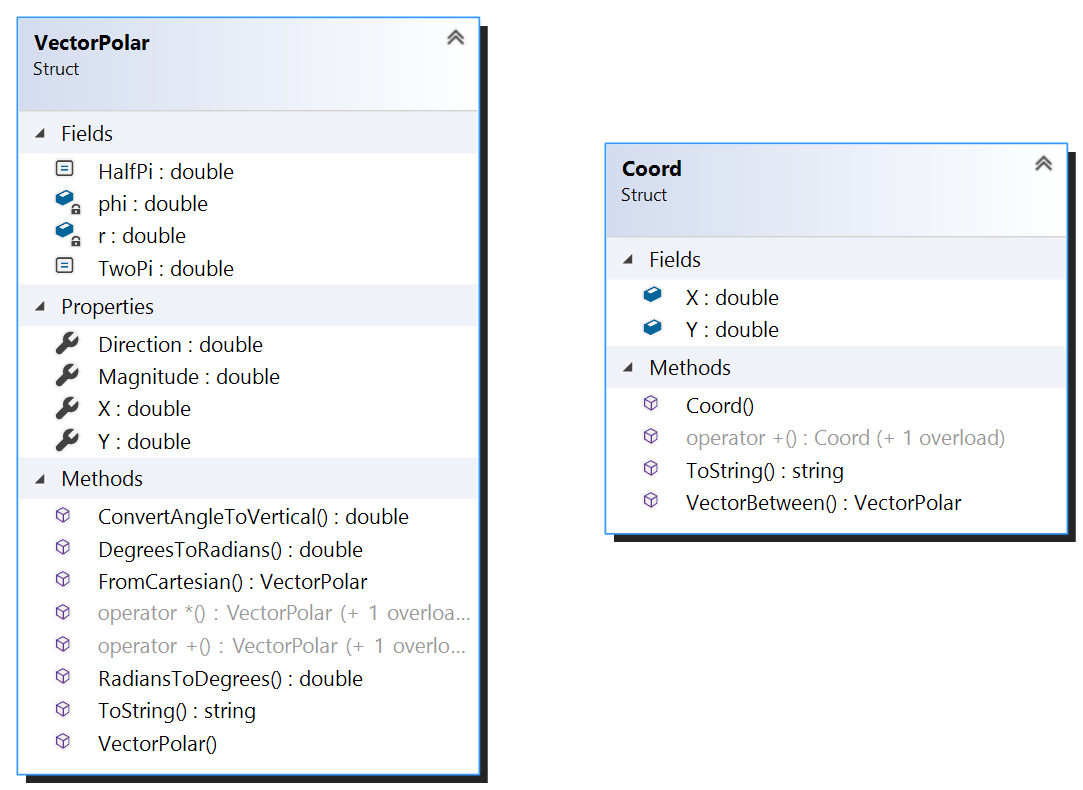 VectorPolar
Struct
Fields
HalfPi : double
phi : double
r : double
TwoPi : double
Properties
Direction : double
Magnitude : double
X : double
Y : double
Methods
ConvertAngleToVertical() : double
DegreesToRadians() : double
FromCartesian() : VectorPolar
operator *() : VectorPolar (+ 1 overloa...
operator +() : VectorPolar (+ 1 overlo...
RadiansToDegrees() : double
ToString() : string
VectorPolar()
Coord
Struct
Fields
X : double
Y : double
Methods
Coord()
operator +() : Coord (+ 1 overload)
ToString() : string
VectorBetween() : VectorPolar